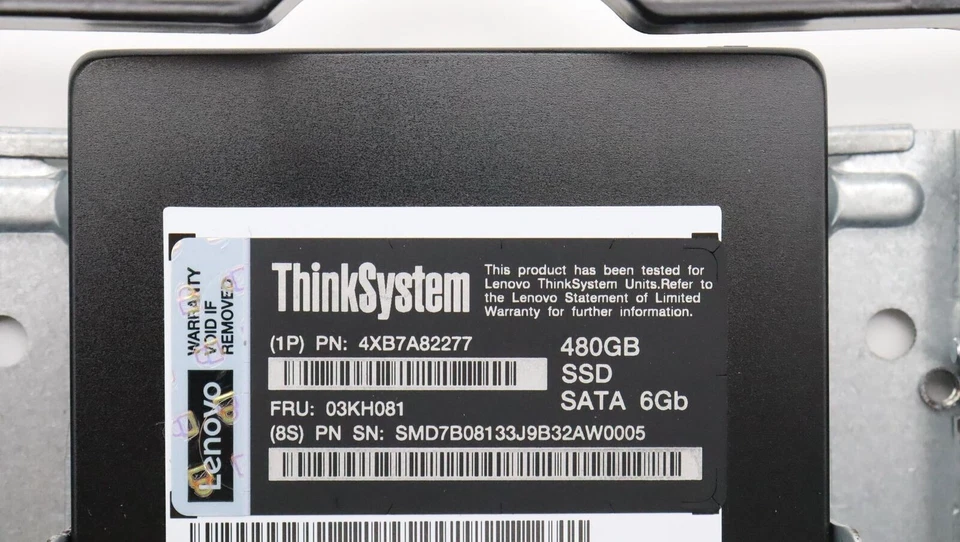 WARRANTY
VOID IF
REMOVED
Lenovo
ThinkSystem
This product has been tested for
Lenovo ThinkSystem Units.Refer to
the Lenovo Statement of Limited
Warranty for further information.
(1P) PN: 4XB7A82277
480GB
SSD
SATA 6Gb
FRU: 03KH081
(8S) PN SN: SMD7B08133J9B32AW0005